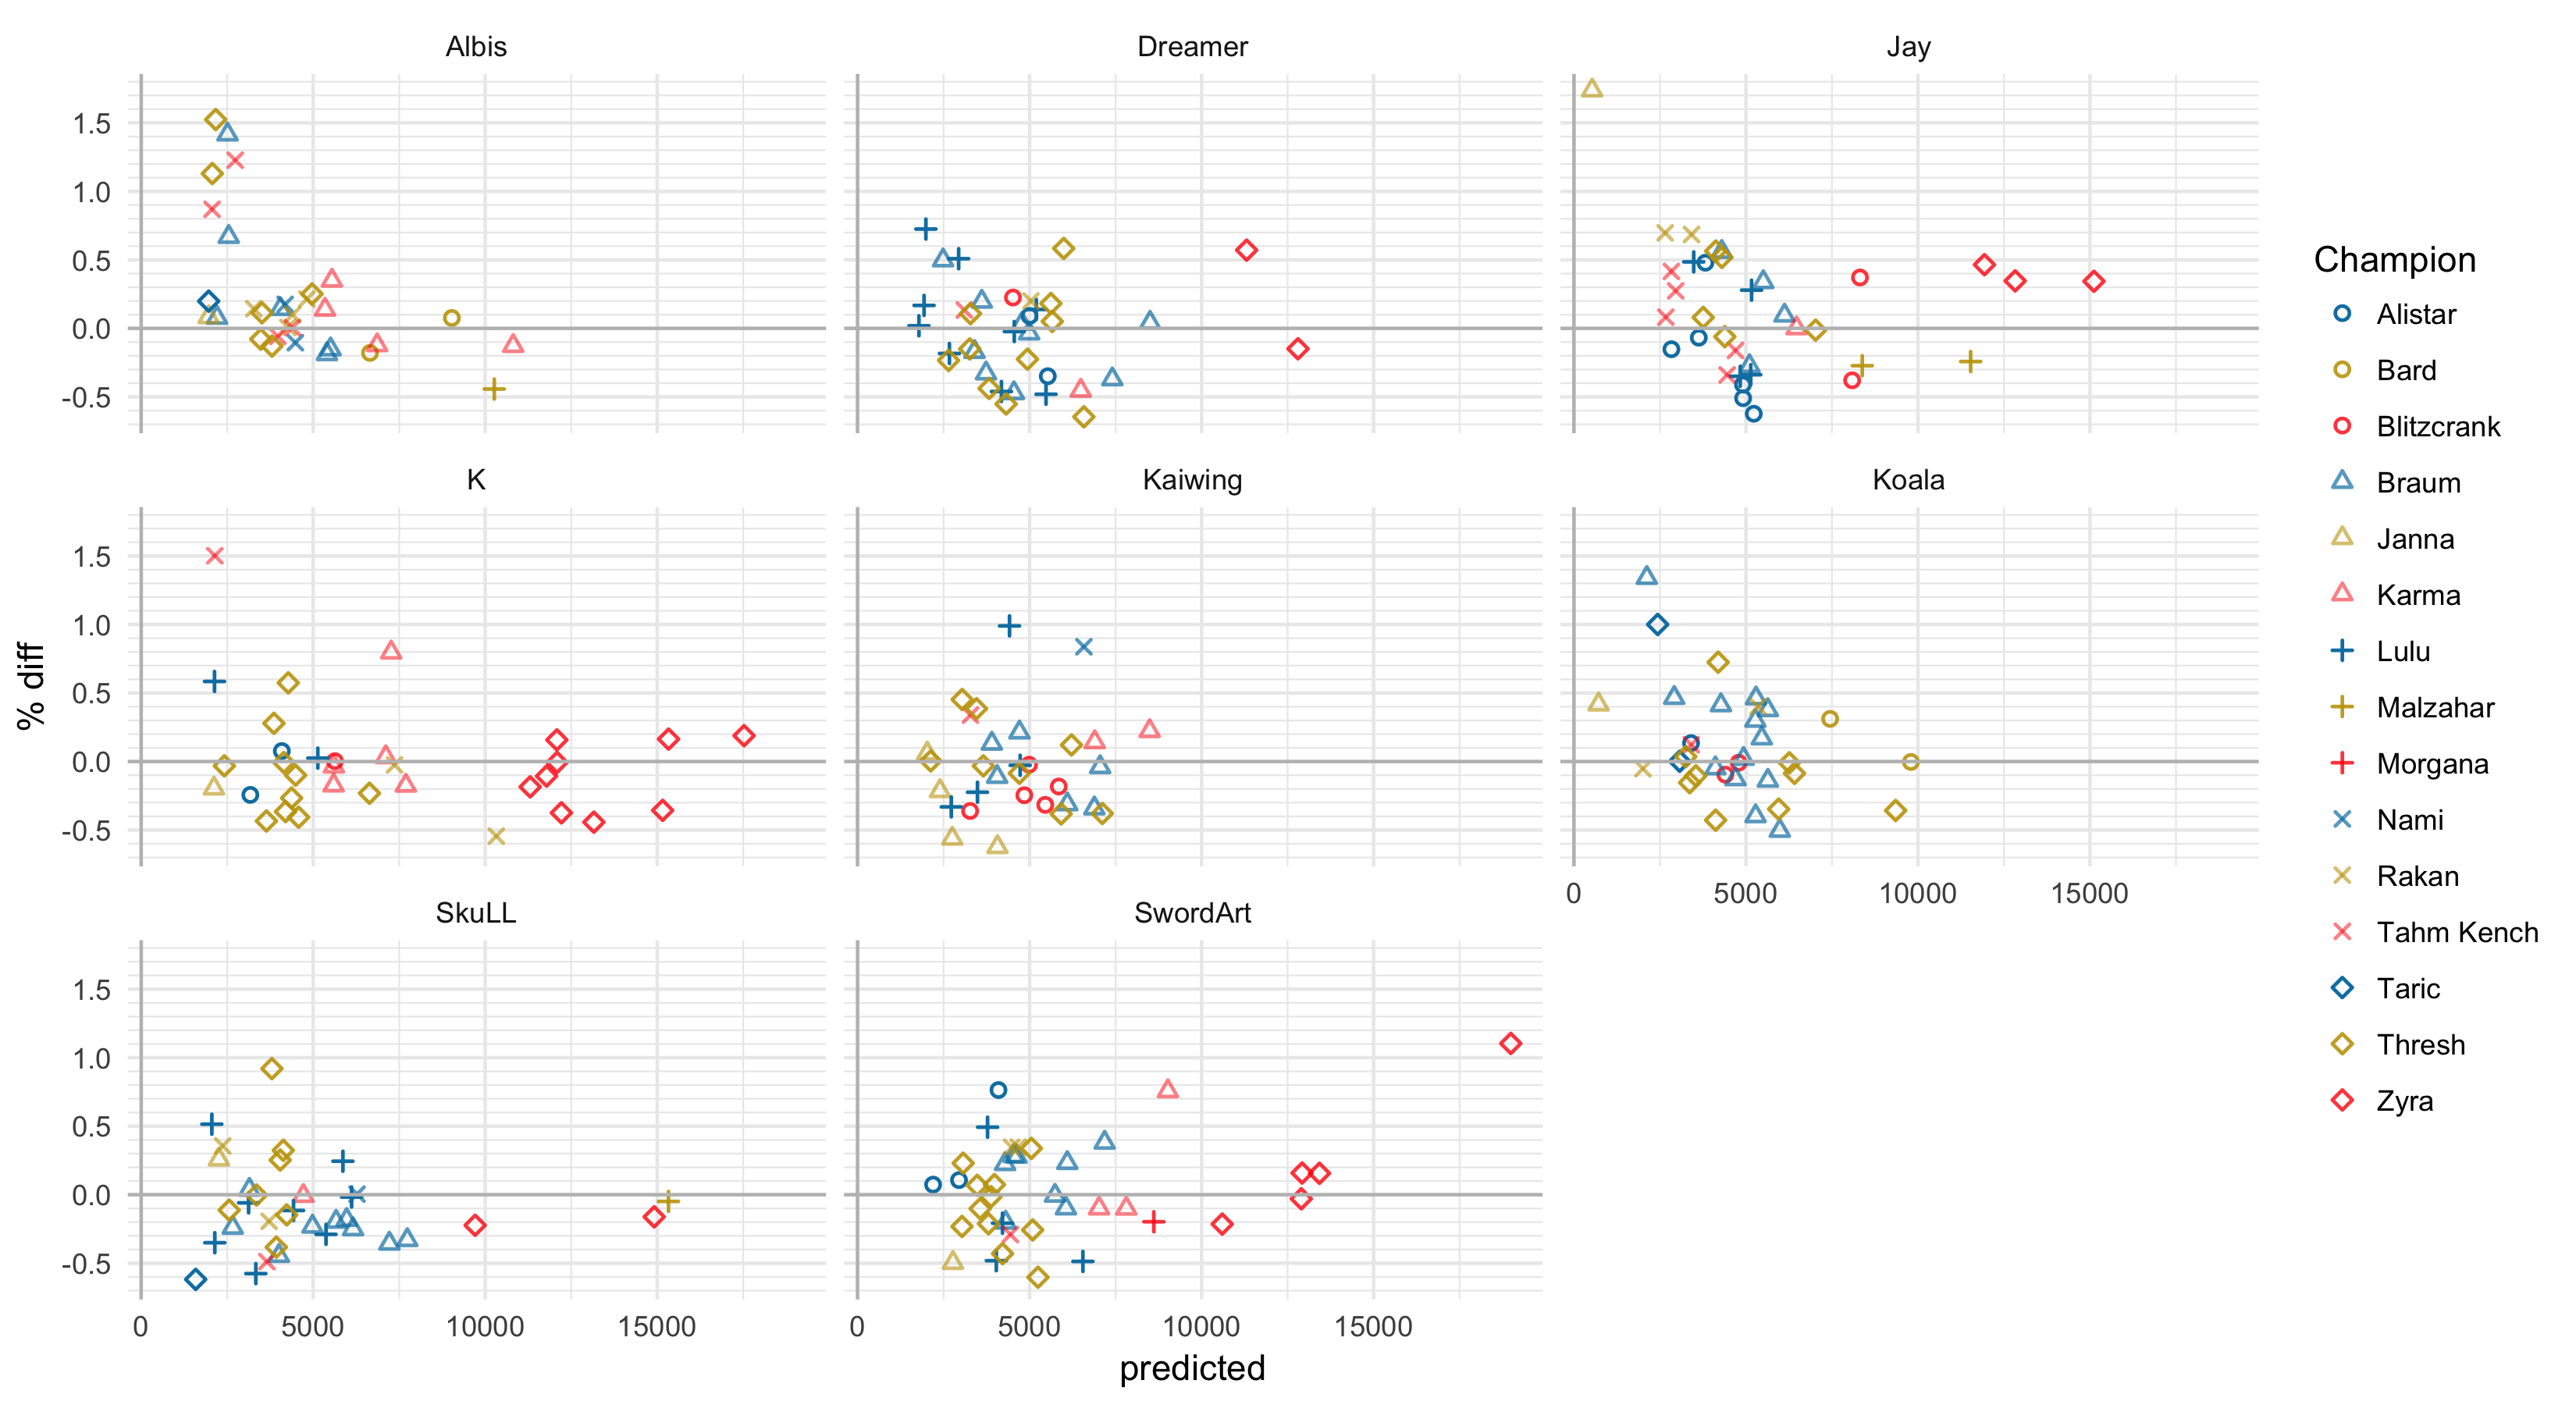 Albis
Dreamer
Jay
1.5
1.0
0.5
0.0
-0.5
K
Kaiwing
Koala
1.5
1.0
0.5
0.0
-0.5
0
5000
10000
15000
SkuLL
SwordArt
1.5
1.0
0.5
0.0
-0.5
0
5000
10000
15000
0
5000
10000
15000
predicted
% diff
Champion
Alistar
Bard
Blitzcrank
Braum
Janna
Karma
Lulu
Malzahar
Morgana
Nami
Rakan
Tahm Kench
Taric
Thresh
Zyra